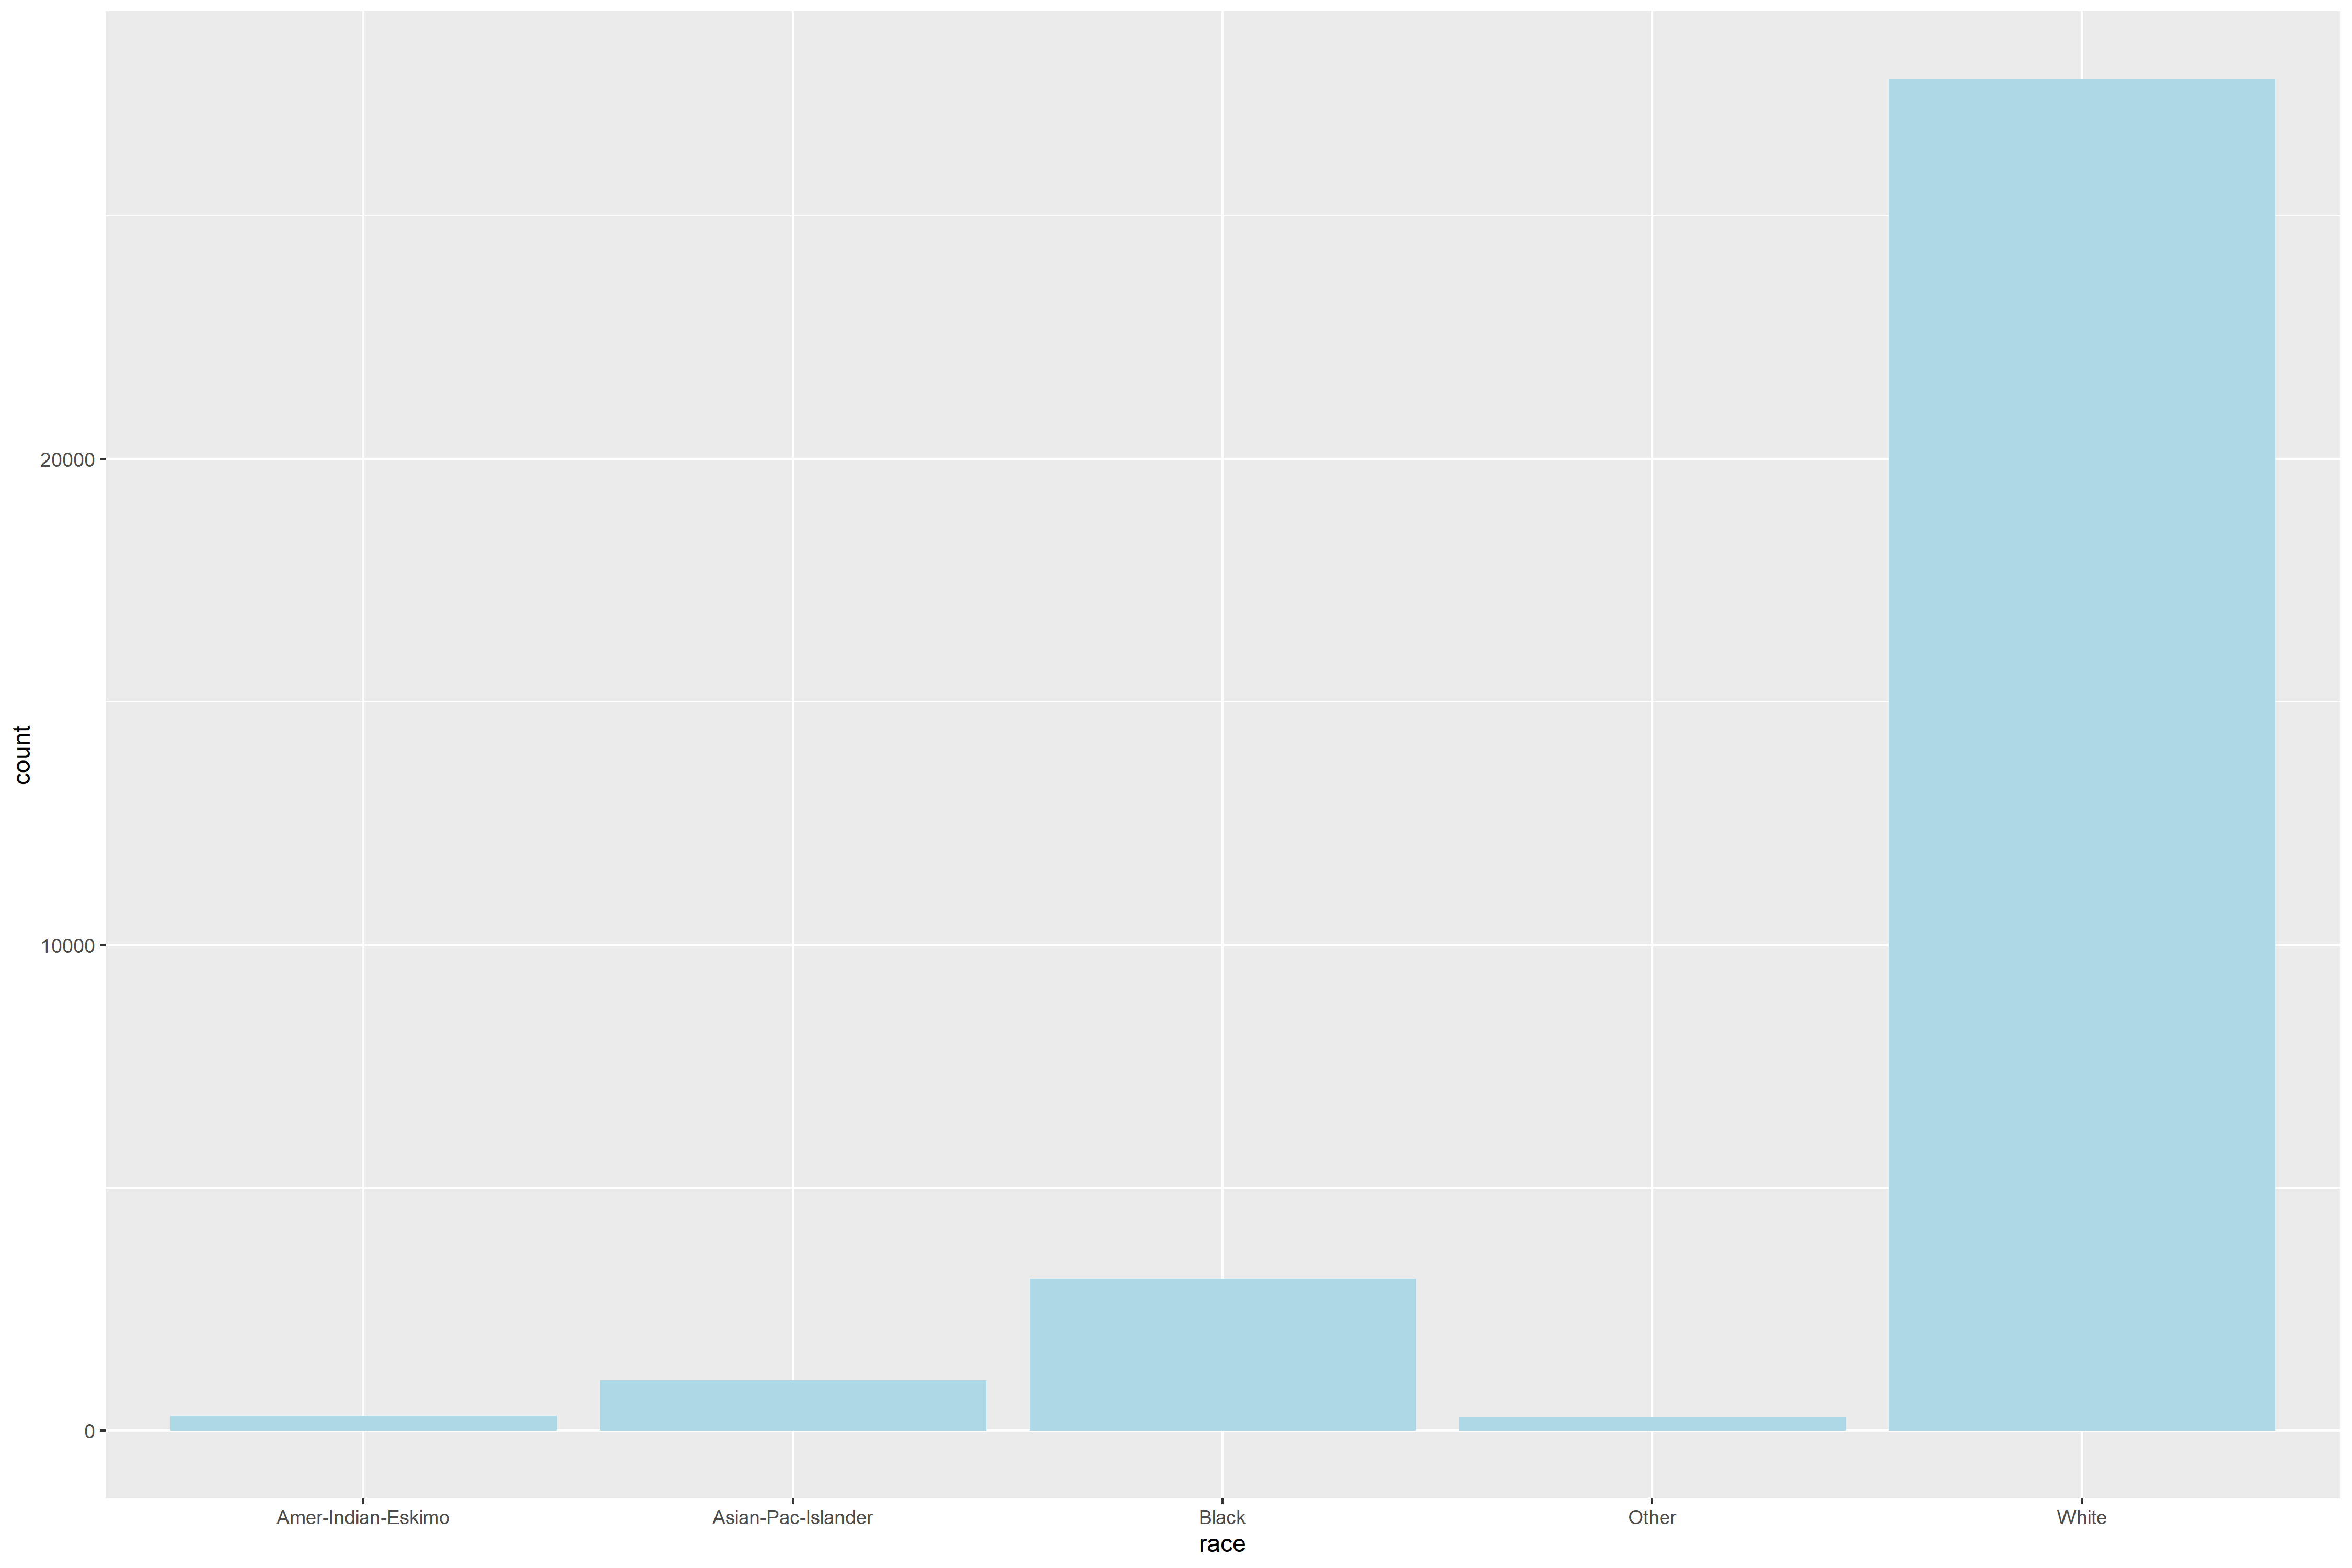 count
20000
10000
0
Amer-Indian-Eskimo Asian-Pac-Islander Black Other White
race